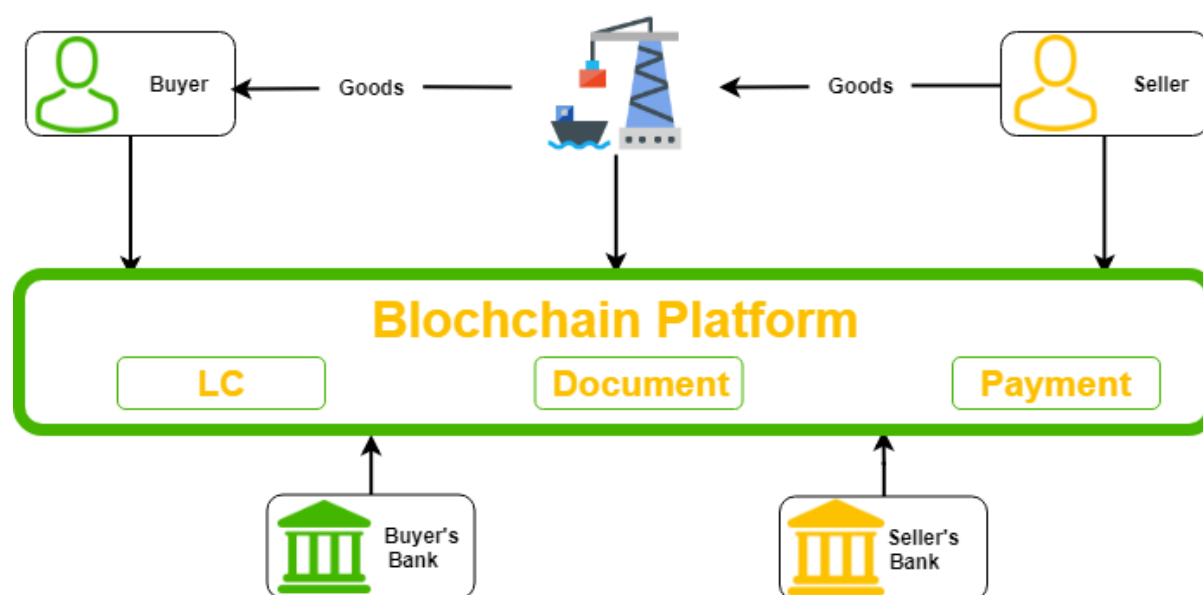 Buyer
Goods
Goods
Seller
Blochchain Platform
LC
Document
Payment
Buyer's
Bank
Seller's
Bank